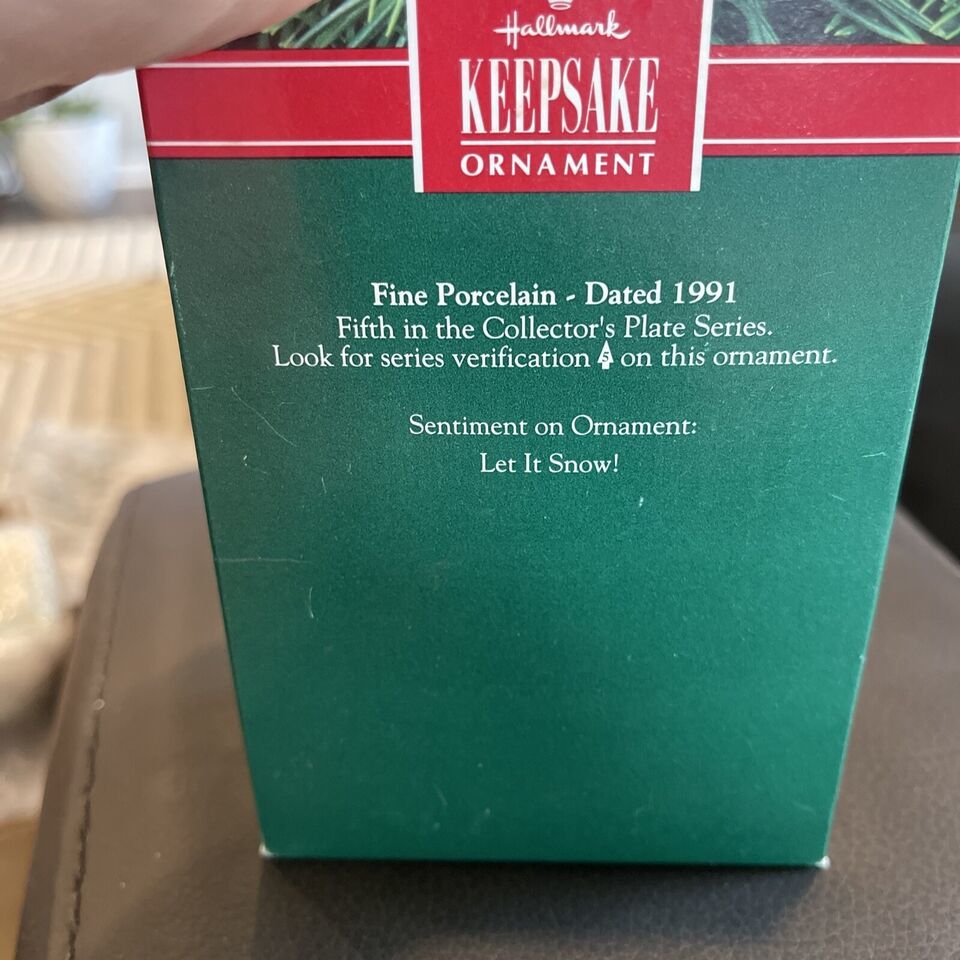 Hallmark
KEEPSAKE
ORNAMENT
Fine Porcelain - Dated 1991
Fifth in the Collector's Plate Series.
Look for series verification 5 on this ornament.
Sentiment on Ornament:
Let It Snow!